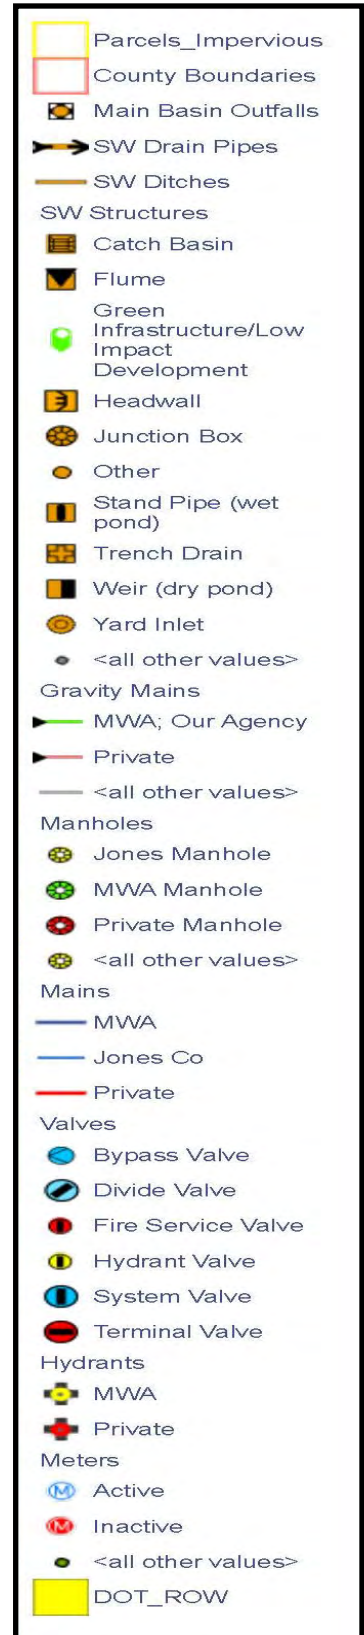 Parcels_Impervious
County Boundaries
Main Basin Outfalls
SW Drain Pipes
SW Ditches
SW Structures
Catch Basin
Flume
Green
Infrastructure/Low
Impact
Development
Headwall
Junction Box
Other
Stand Pipe (wet
pond)
Trench Drain
Weir (dry pond)
Yard Inlet
<all other values>
Gravity Mains
MWA; Our Agency
Private
<all other values>
Manholes
Jones Manhole
MWA Manhole
Private Manhole
<all other values>
Mains
MWA
Jones Co
Private
Valves
Bypass Valve
Divide Valve
Fire Service Valve
Hydrant Valve
System Valve
Terminal Valve
Hydrants
MWA
Private
Meters
M Active
M Inactive
<all other values>
DOT_ROW